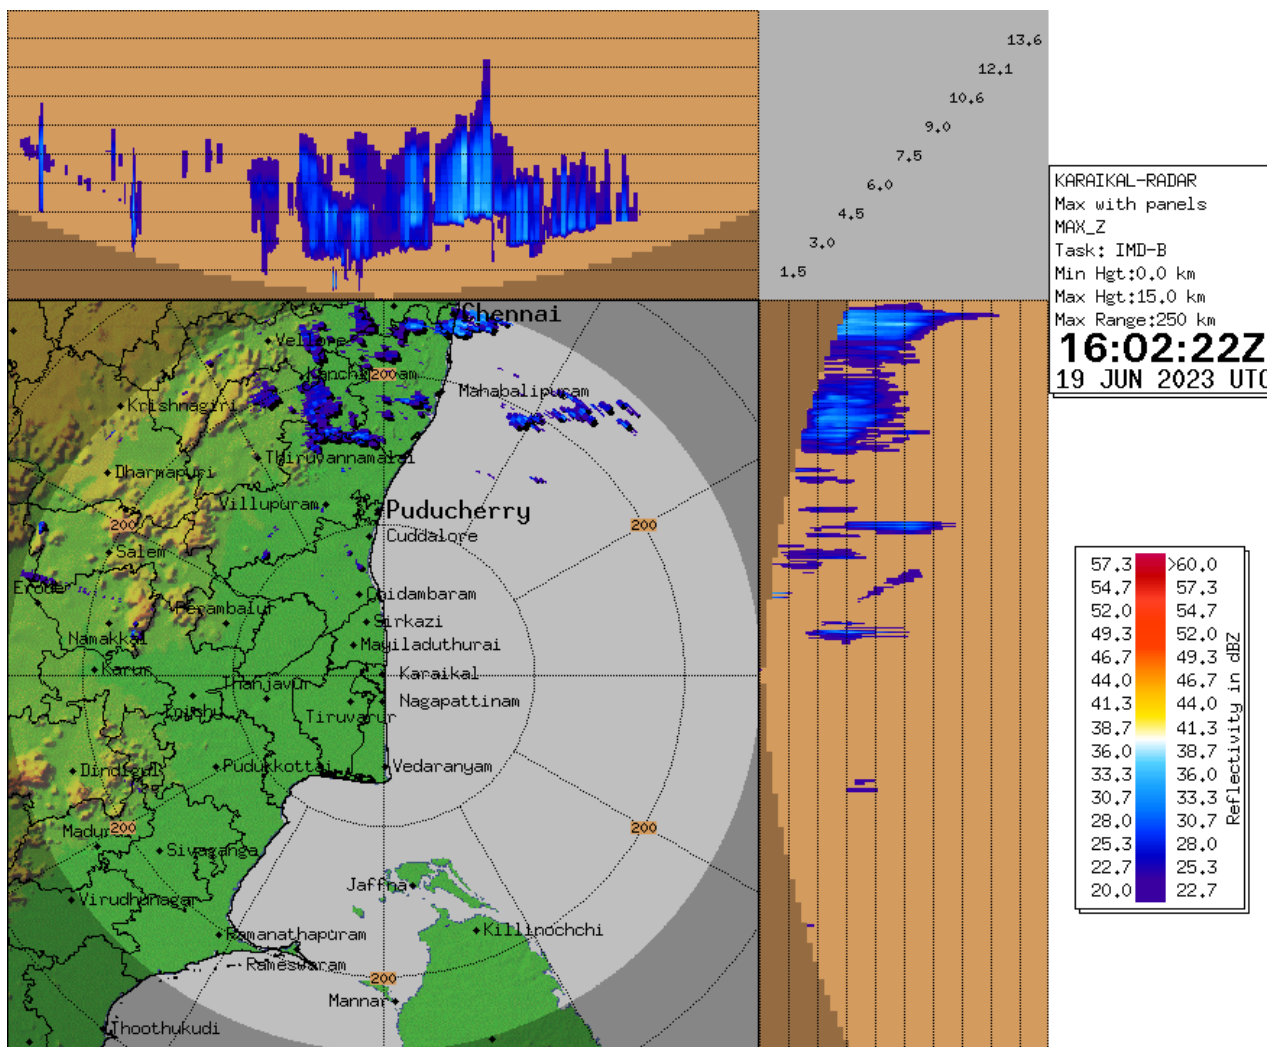 13.6
12.1
10.6
9.0
7.5
6.0
4.5
3.0
1.5
KARAIKAL-RADAR
Max with panels
MAX_Z
Task: IMD-B
Min Hgt:0.0 km
Max Hgt:15.0 km
Max Range:250 km
16:02:22Z
19 JUN 2023 UTC
Chennai
Vellore
200
Mahabalipuram
Krishnagiri
Thiruvannamalai
Dharmapuri
Villupuram
Puducherry
200
200
Cuddalore
Salem
Erode
Chidambaram
Perambalur
Sirkazi
Namakkal
Mayiladuthurai
Karur
Karaikal
Thanjavur
Nagapattinam
Tiruvarur
Pudukkottai
Vedaranyam
Dindigul
200
200
Sivaganga
Jaffna
Virudhunagar
Killinochchi
Ramanathapuram
Rameswaram
200
Mannar
Thoothukudi
57.3 >60.0
54.7 57.3
52.0 54.7
49.3 52.0
46.7 49.3
44.0 46.7
41.3 44.0
38.7 41.3
36.0 38.7
33.3 36.0
30.7 33.3
28.0 30.7
25.3 28.0
22.7 25.3
20.0 22.7
Reflectivity in dBZ